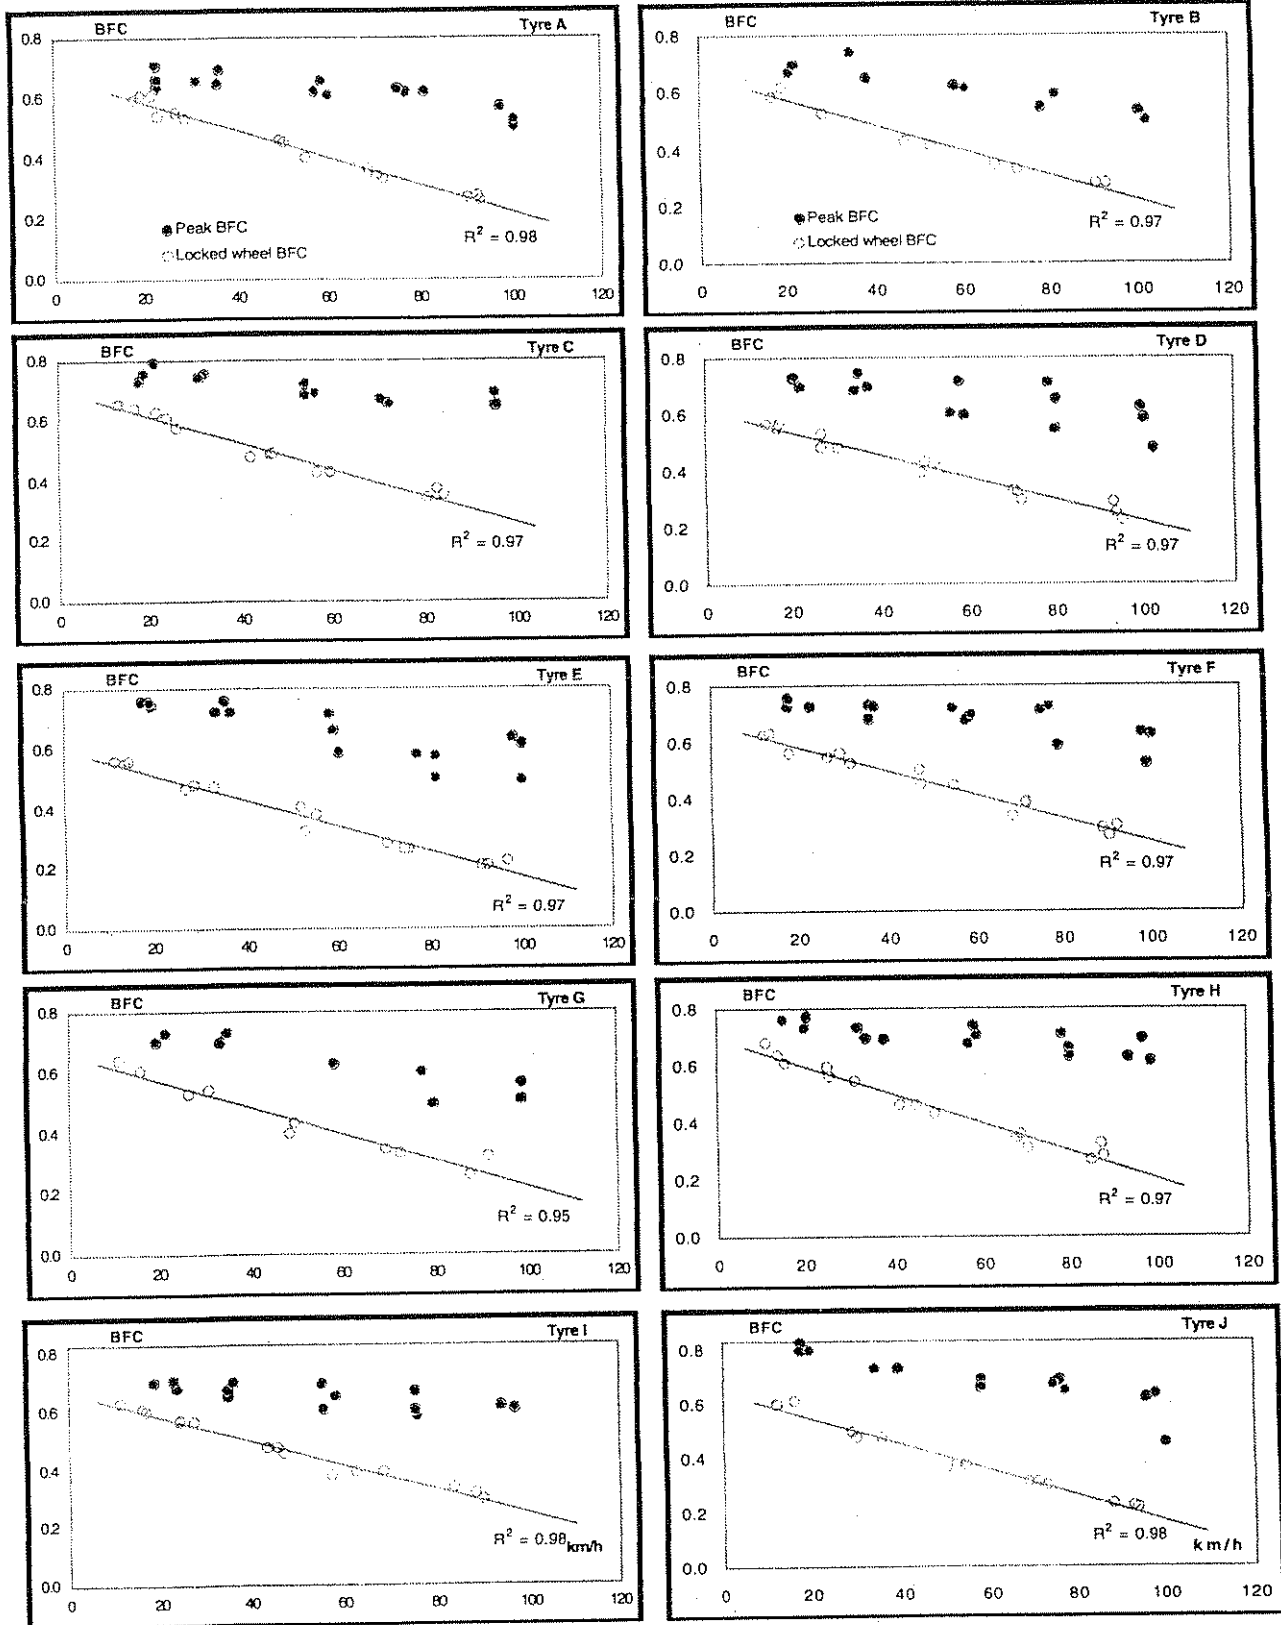 BFC Tyre A
0.8
0.6
0.4
0.2
0.0
Peak BFC
Locked wheel BFC
R² = 0.98
0 20 40 60 80 100 120
BFC Tyre B
0.8
0.6
0.4
0.2
0.0
Peak BFC
Locked wheel BFC
R² = 0.97
0 20 40 60 80 100 120
BFC Tyre C
0.8
0.6
0.4
0.2
0.0
R² = 0.97
0 20 40 60 80 100 120
BFC Tyre D
0.8
0.6
0.4
0.2
0.0
R² = 0.97
0 20 40 60 80 100 120
BFC Tyre E
0.8
0.6
0.4
0.2
0.0
R² = 0.97
0 20 40 60 80 100 120
BFC Tyre F
0.8
0.6
0.4
0.2
0.0
R² = 0.97
0 20 40 60 80 100 120
BFC Tyre G
0.8
0.6
0.4
0.2
0.0
R² = 0.95
0 20 40 60 80 100 120
BFC Tyre H
0.8
0.6
0.4
0.2
0.0
R² = 0.97
0 20 40 60 80 100 120
BFC Tyre I
0.8
0.6
0.4
0.2
0.0
R² = 0.98 km/h
0 20 40 60 80 100 120
BFC Tyre J
0.8
0.6
0.4
0.2
0.0
R² = 0.98
km/h
0 20 40 60 80 100 120